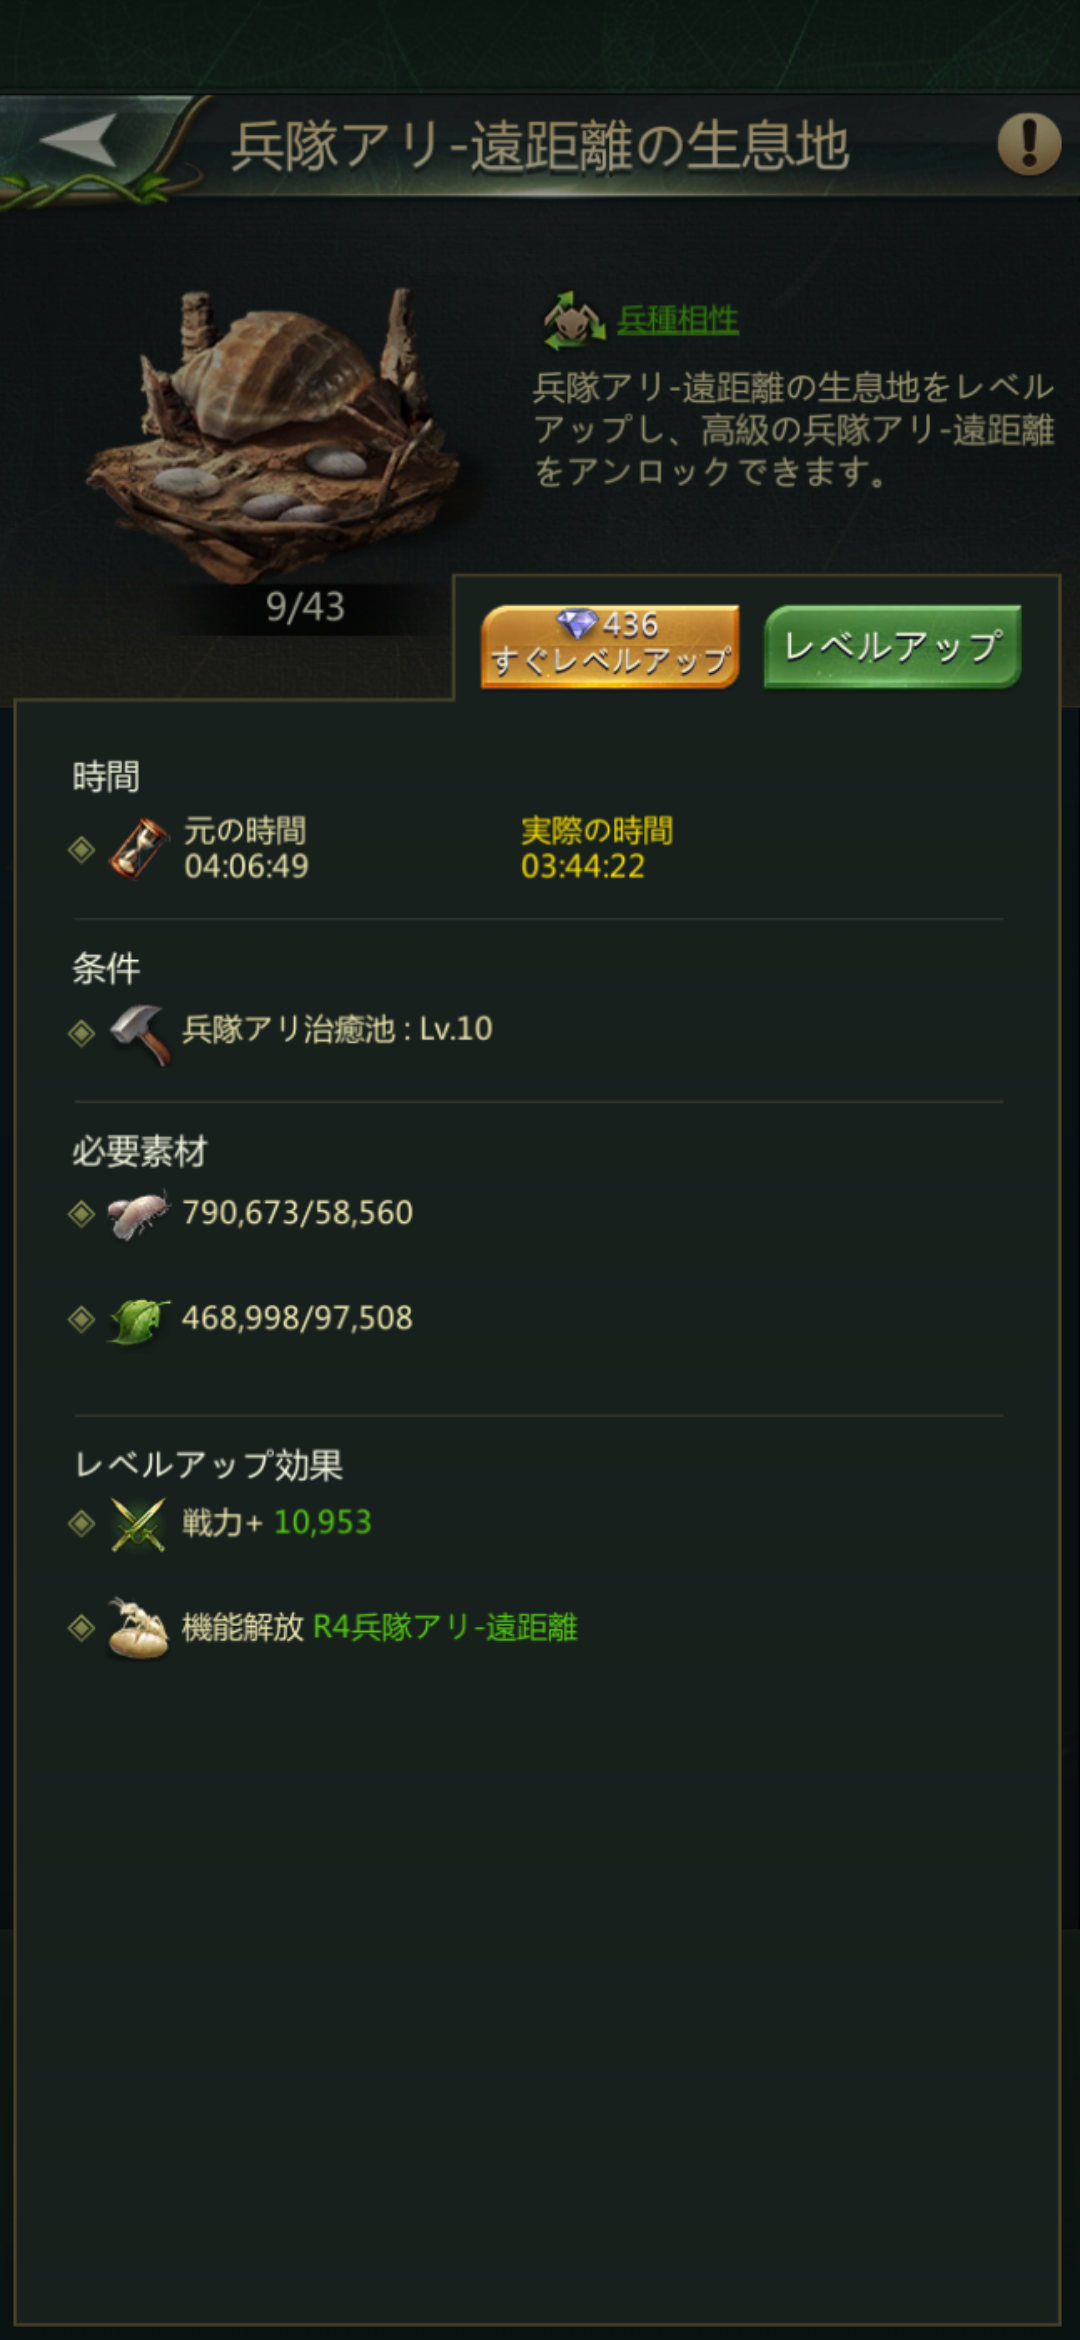 兵隊アリ-遠距離の生息地
兵種相性
兵隊アリ-遠距離の生息地をレベル
アップし、高級の兵隊アリ-遠距離
をアンロックできます。
9/43
436
すぐレベルアップ
レベルアップ
時間
元の時間
04:06:49
実際の時間
03:44:22
条件
兵隊アリ治癒池 : Lv.10
必要素材
790,673/58,560
468,998/97,508
レベルアップ効果
戦力+ 10,953
機能解放 R4兵隊アリ-遠距離